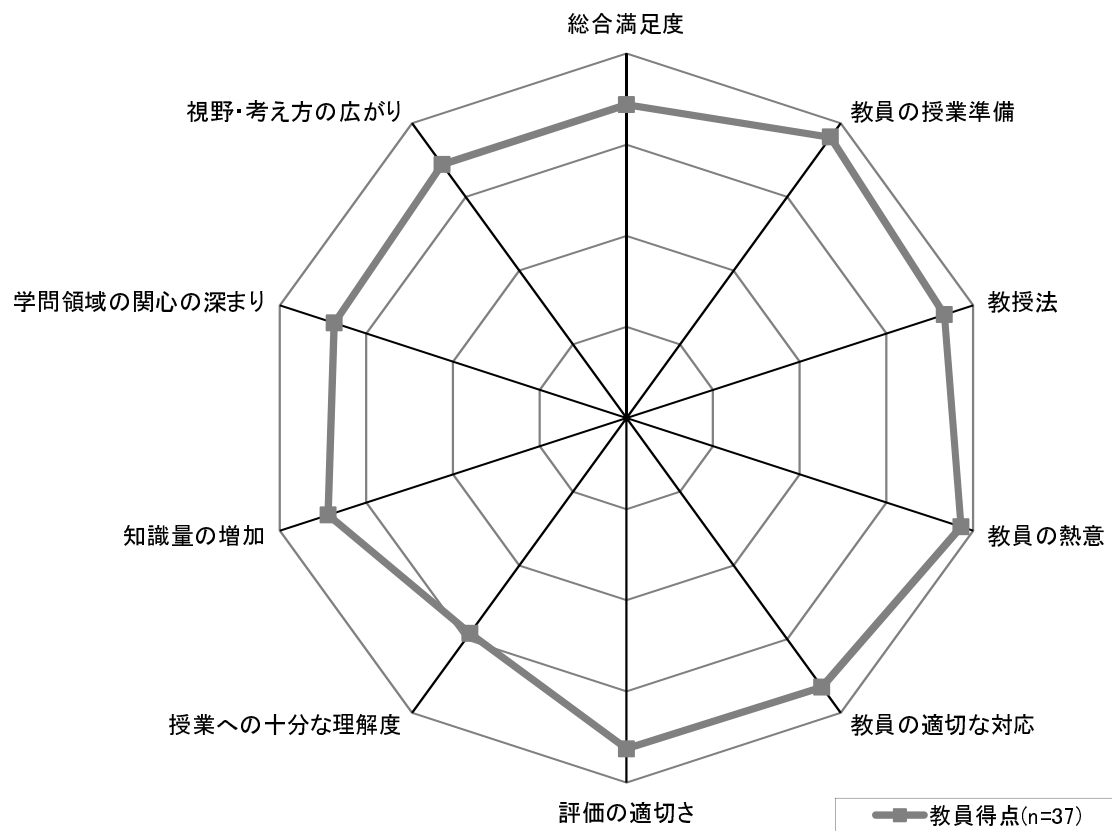 総合満足度
視野・考え方の広がり
教員の授業準備
学問領域の関心の深まり
教授法
知識量の増加
教員の熱意
授業への十分な理解度
教員の適切な対応
評価の適切さ
教員得点(n=37)